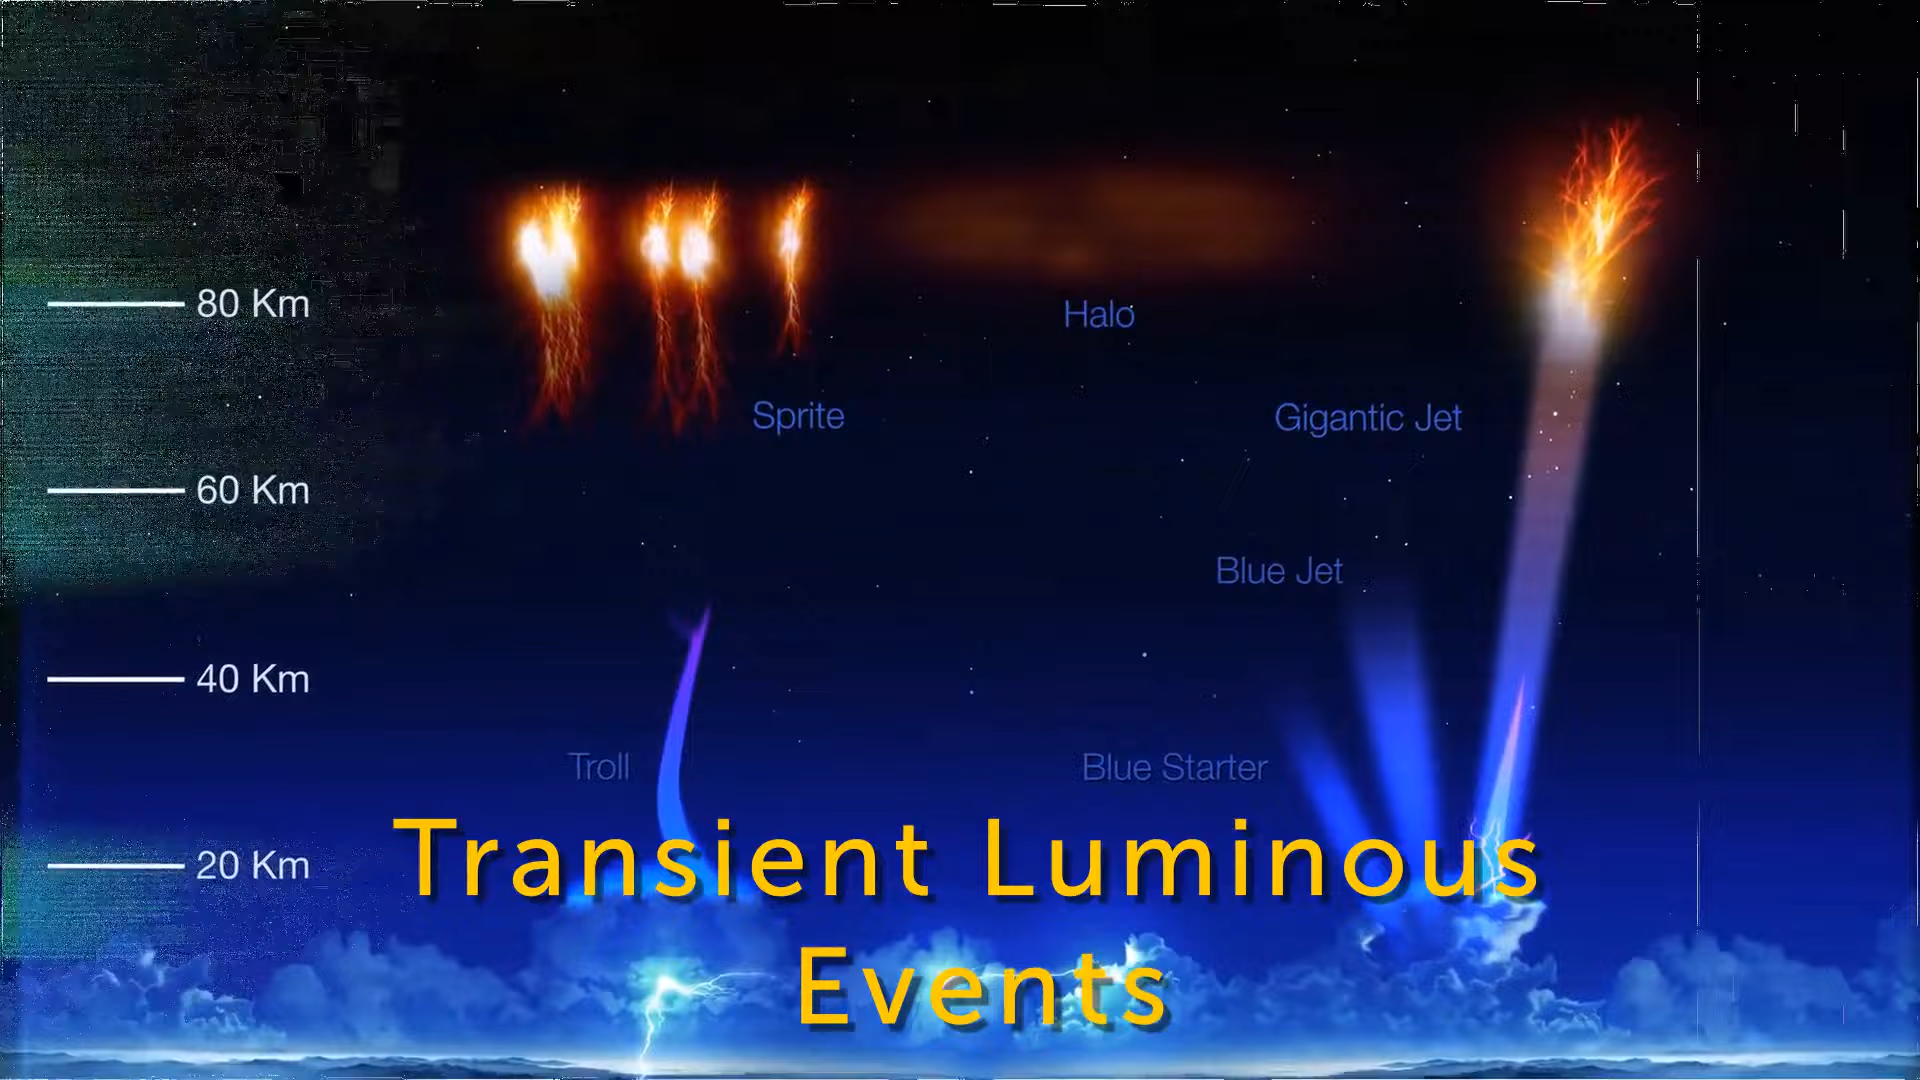 80 Km
Halo
Sprite
Gigantic Jet
60 Km
Blue Jet
40 Km
Troll
Blue Starter
20 Km
Transient Luminous
Events